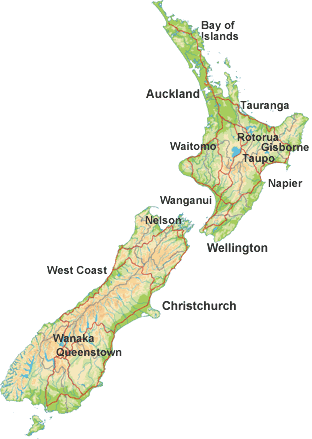 Bay of
Islands
Auckland
Tauranga
Rotorua
Waitomo
Gisborne
Taupo
Napier
Wanganui
Nelson
Wellington
West Coast
Christchurch
Wanaka
Queenstown